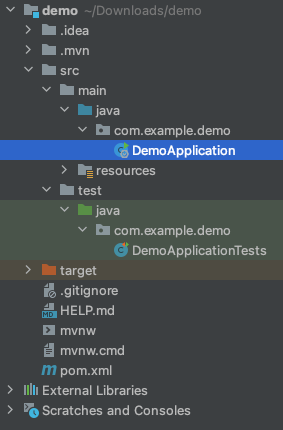 demo ~/Downloads/demo
.idea
.mvn
src
main
java
com.example.demo
DemoApplication
resources
test
java
com.example.demo
DemoApplicationTests
target
.gitignore
HELP.md
mvnw
mvnw.cmd
pom.xml
External Libraries
Scratches and Consoles